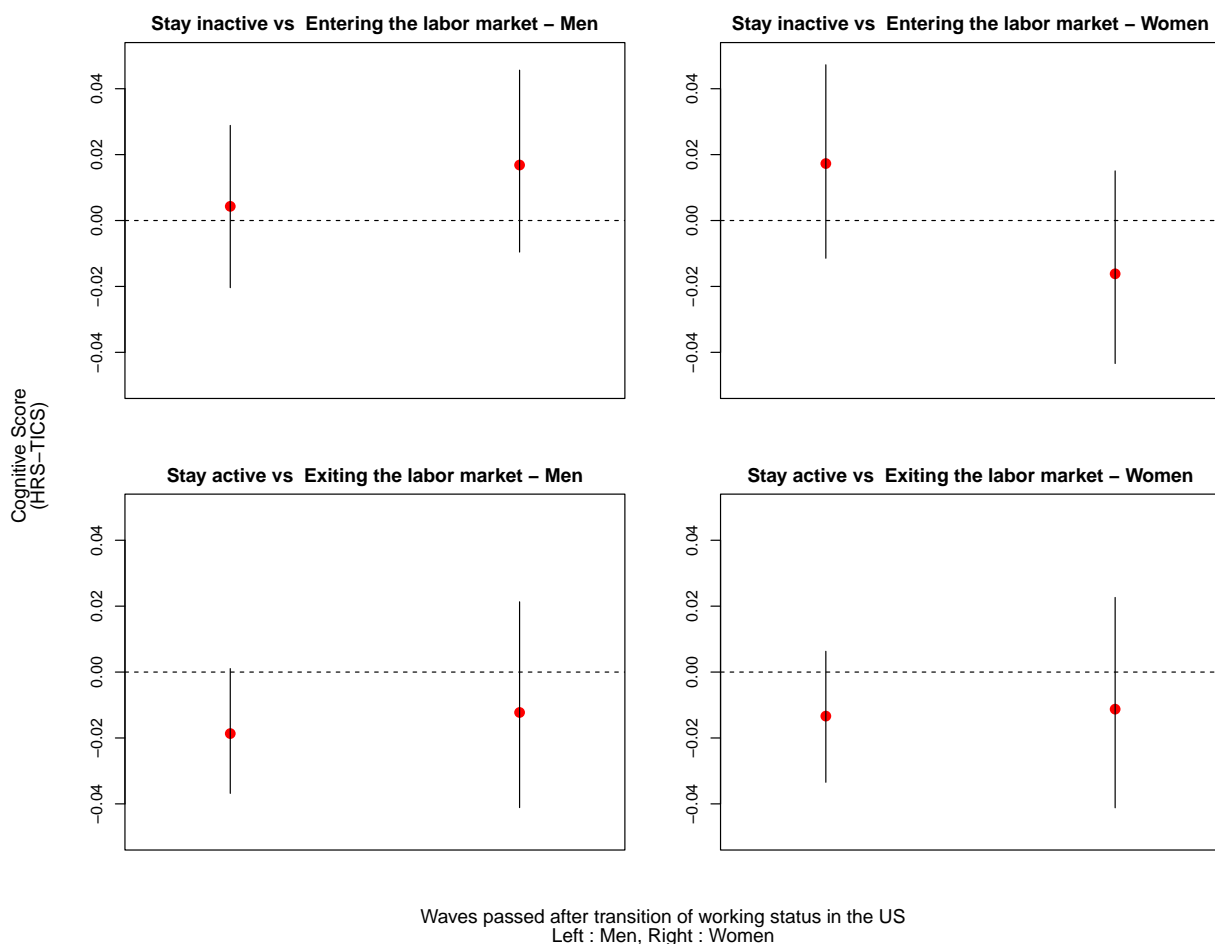 Stay inactive vs  Entering the labor market – Men
0.04
0.02
0.00
−0.02
−0.04
Stay inactive vs  Entering the labor market – Women
0.04
0.02
0.00
−0.02
−0.04
Cognitive Score
(HRS−TICS)
Stay active vs  Exiting the labor market – Men
0.04
0.02
0.00
−0.02
−0.04
Stay active vs  Exiting the labor market – Women
0.04
0.02
0.00
−0.02
−0.04
Waves passed after transition of working status in the US
Left : Men, Right : Women